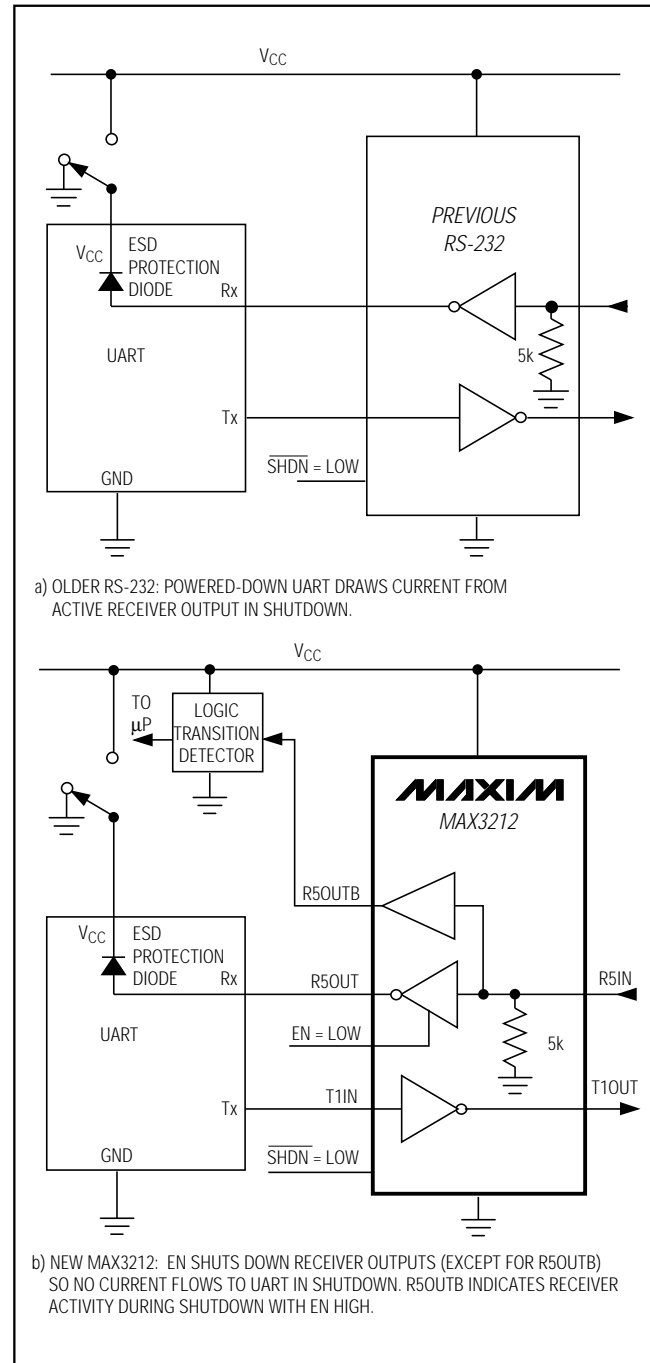 VCC
PREVIOUS
RS-232
VCC
ESD
PROTECTION
DIODE
Rx
5k
UART
Tx
SHDN = LOW
GND
a) OLDER RS-232: POWERED-DOWN UART DRAWS CURRENT FROM
ACTIVE RECEIVER OUTPUT IN SHUTDOWN.
VCC
TO
µP
LOGIC
TRANSITION
DETECTOR
MAXIM
MAX3212
R5OUTB
VCC
ESD
PROTECTION
DIODE
Rx
R5OUT
R5IN
UART
EN = LOW
5k
Tx
T1IN
T1OUT
GND
SHDN = LOW
b) NEW MAX3212: EN SHUTS DOWN RECEIVER OUTPUTS (EXCEPT FOR R5OUTB)
SO NO CURRENT FLOWS TO UART IN SHUTDOWN. R5OUTB INDICATES RECEIVER
ACTIVITY DURING SHUTDOWN WITH EN HIGH.